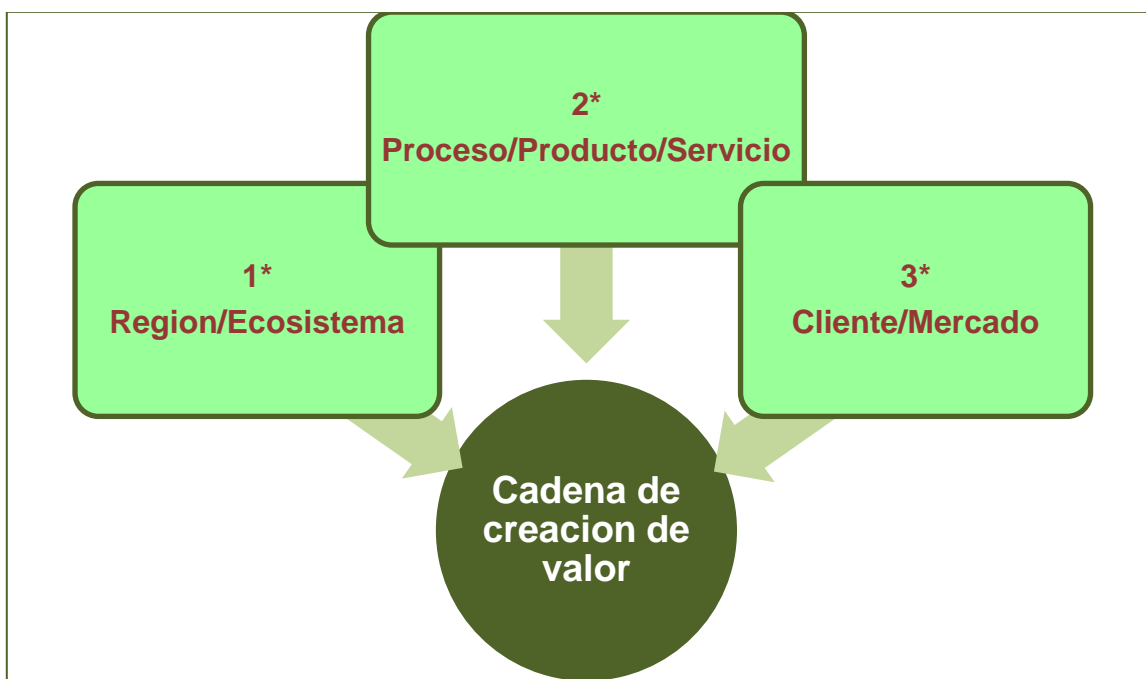 1*
Region/Ecosistema
2*
Proceso/Producto/Servicio
3*
Cliente/Mercado
Cadena de
creacion de
valor